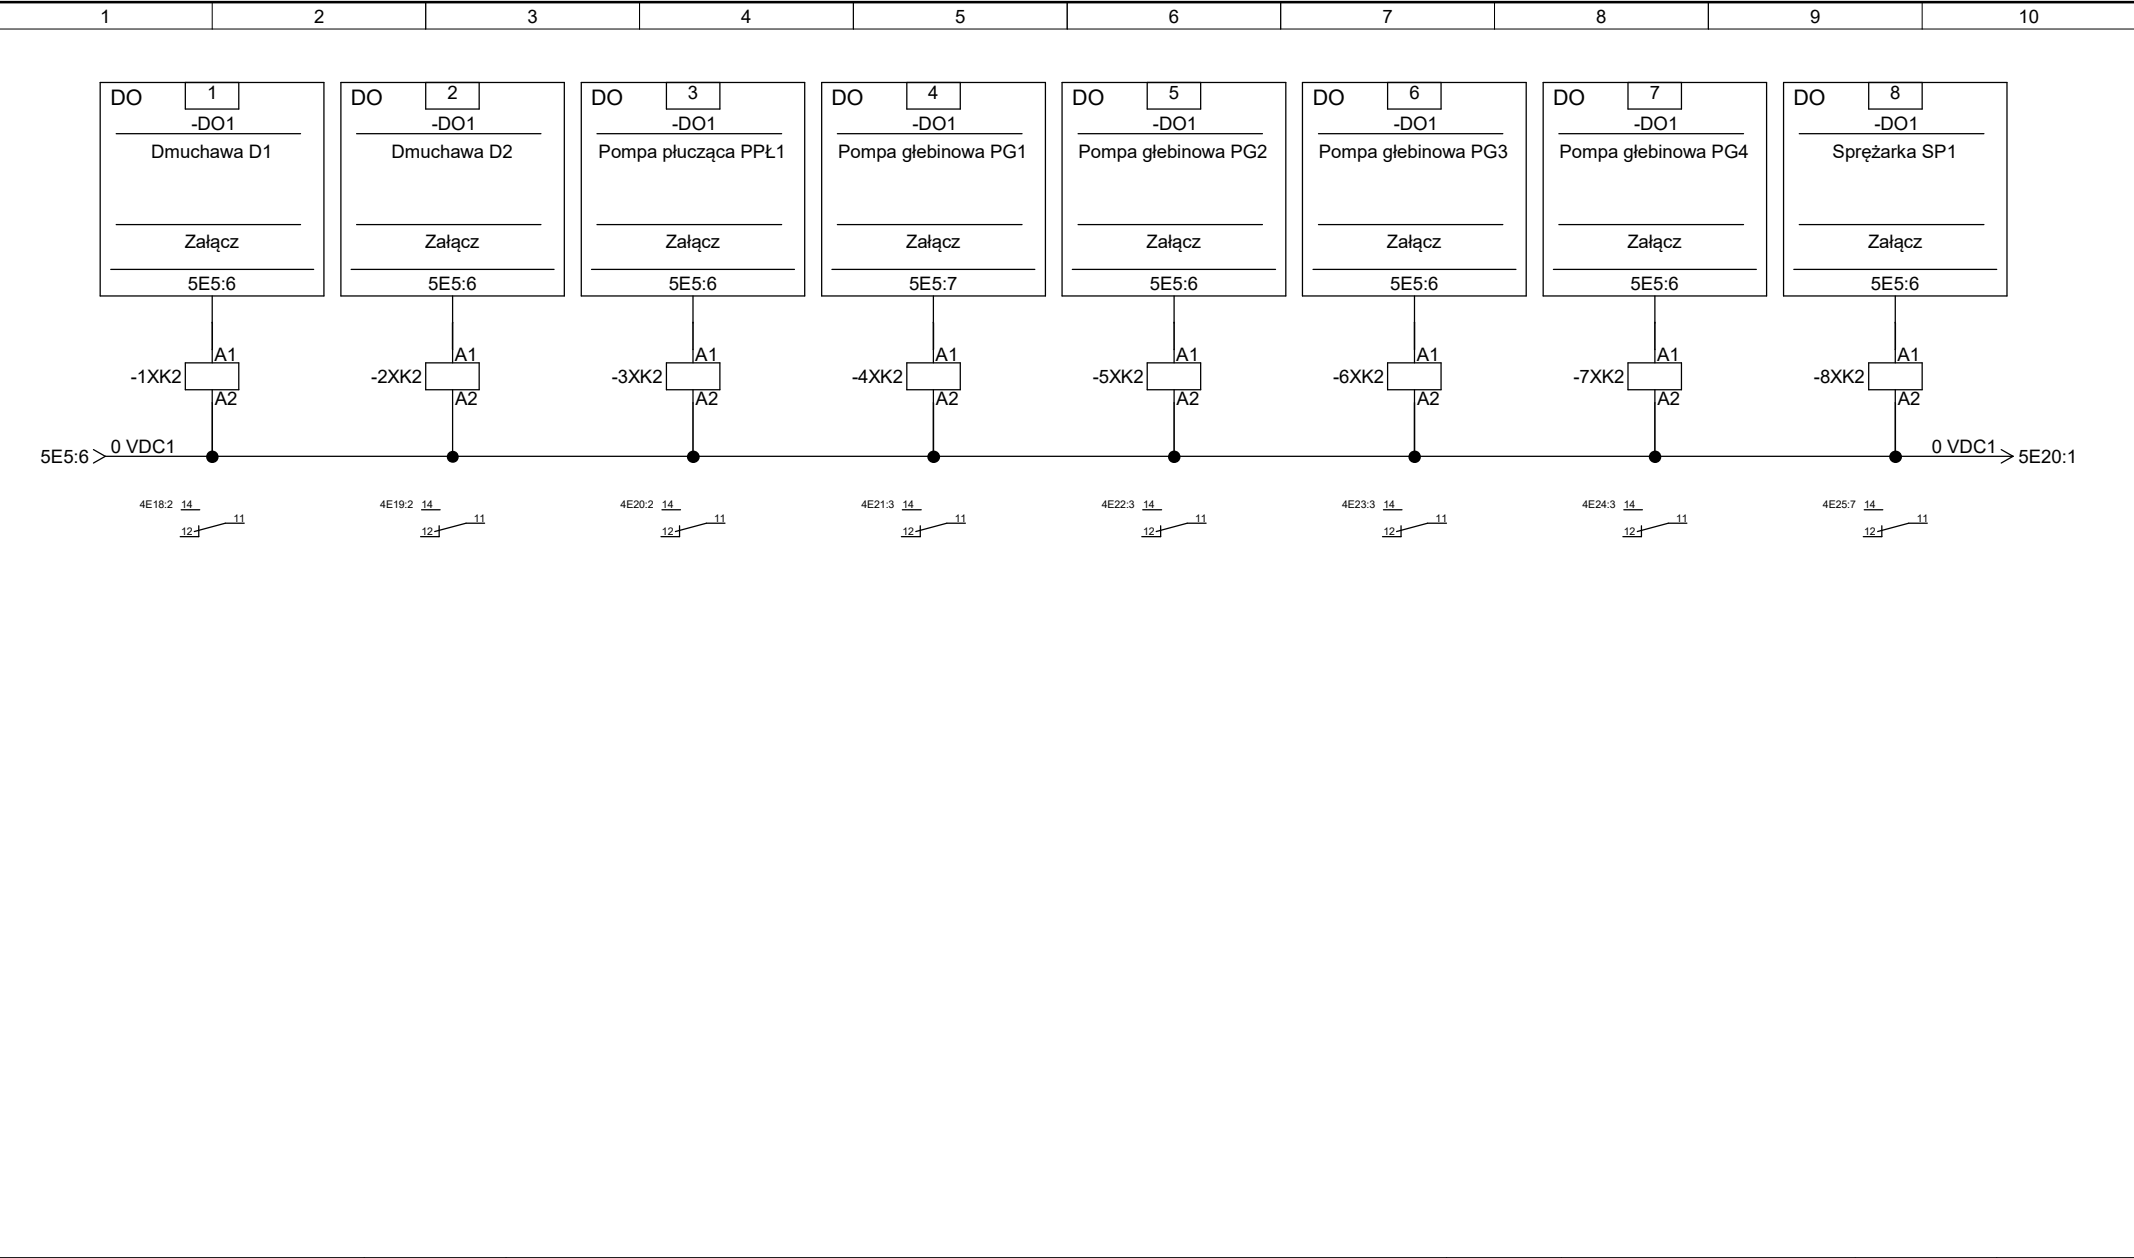 1 2 3 4 5 6 7 8 9 10
DO 1 DO 2 DO 3 DO 4 DO 5 DO 6 DO 7 DO 8
-DO1 -DO1 -DO1 -DO1 -DO1 -DO1 -DO1 -DO1
Dmuchawa D1 Dmuchawa D2 Pompa płucząca PPŁ1 Pompa głebinowa PG1 Pompa głebinowa PG2 Pompa głebinowa PG3 Pompa głebinowa PG4 Sprężarka SP1
Załącz Załącz Załącz Załącz Załącz Załącz Załącz Załącz
5E5:6 5E5:6 5E5:6 5E5:7 5E5:6 5E5:6 5E5:6 5E5:6
A1 A1 A1 A1 A1 A1 A1 A1
-1XK2 -2XK2 -3XK2 -4XK2 -5XK2 -6XK2 -7XK2 -8XK2
A2 A2 A2 A2 A2 A2 A2 A2
5E5:6 0 VDC1 0 VDC1 5E20:1
4E18:2 14 4E19:2 14 4E20:2 14 4E21:3 14 4E22:3 14 4E23:3 14 4E24:3 14 4E25:7 14
11 11 11 11 11 11 11 11
12 12 12 12 12 12 12 12